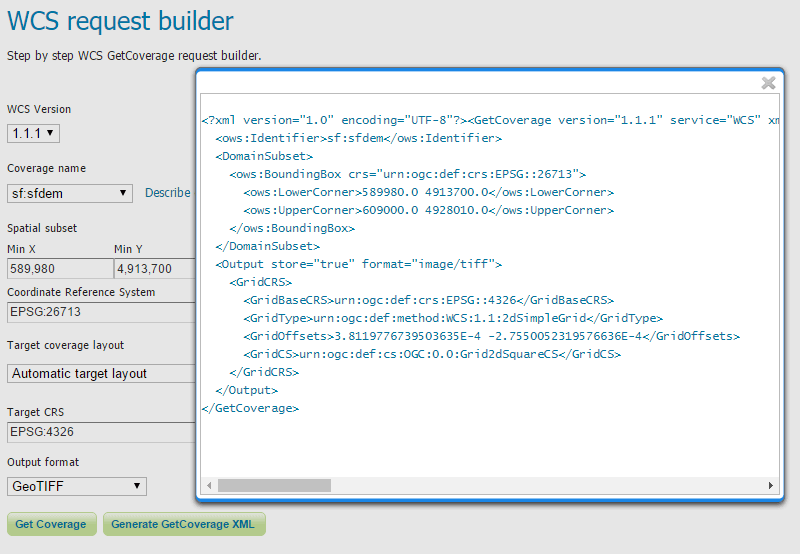 WCS request builder
Step by step WCS GetCoverage request builder.
WCS Version
1.1.1
Coverage name
sf:sfdem
Describe
Spatial subset
Min X
Min Y
589,980
4,913,700
Coordinate Reference System
EPSG:26713
Target coverage layout
Automatic target layout
Target CRS
EPSG:4326
Output format
GeoTIFF
Get Coverage
Generate GetCoverage XML
<?xml version="1.0" encoding="UTF-8"?><GetCoverage version="1.1.1" service="WCS" xm
<ows:Identifier>sf:sfdem</ows:Identifier>
<DomainSubset>
<ows:BoundingBox crs="urn:ogc:def:crs:EPSG::26713">
<ows:LowerCorner>589980.0 4913700.0</ows:LowerCorner>
<ows:UpperCorner>609000.0 4928010.0</ows:UpperCorner>
</ows:BoundingBox>
</DomainSubset>
<Output store="true" format="image/tiff">
<GridCRS>
<GridBaseCRS>urn:ogc:def:crs:EPSG::4326</GridBaseCRS>
<GridType>urn:ogc:def:method:WCS:1.1:2dSimpleGrid</GridType>
<GridOffsets>3.8119776739503635E-4 -2.7550052319576636E-4</GridOffsets>
<GridCS>urn:ogc:def:cs:OGC:0.0:Grid2dSquareCS</GridCS>
</GridCRS>
</Output>
</GetCoverage>